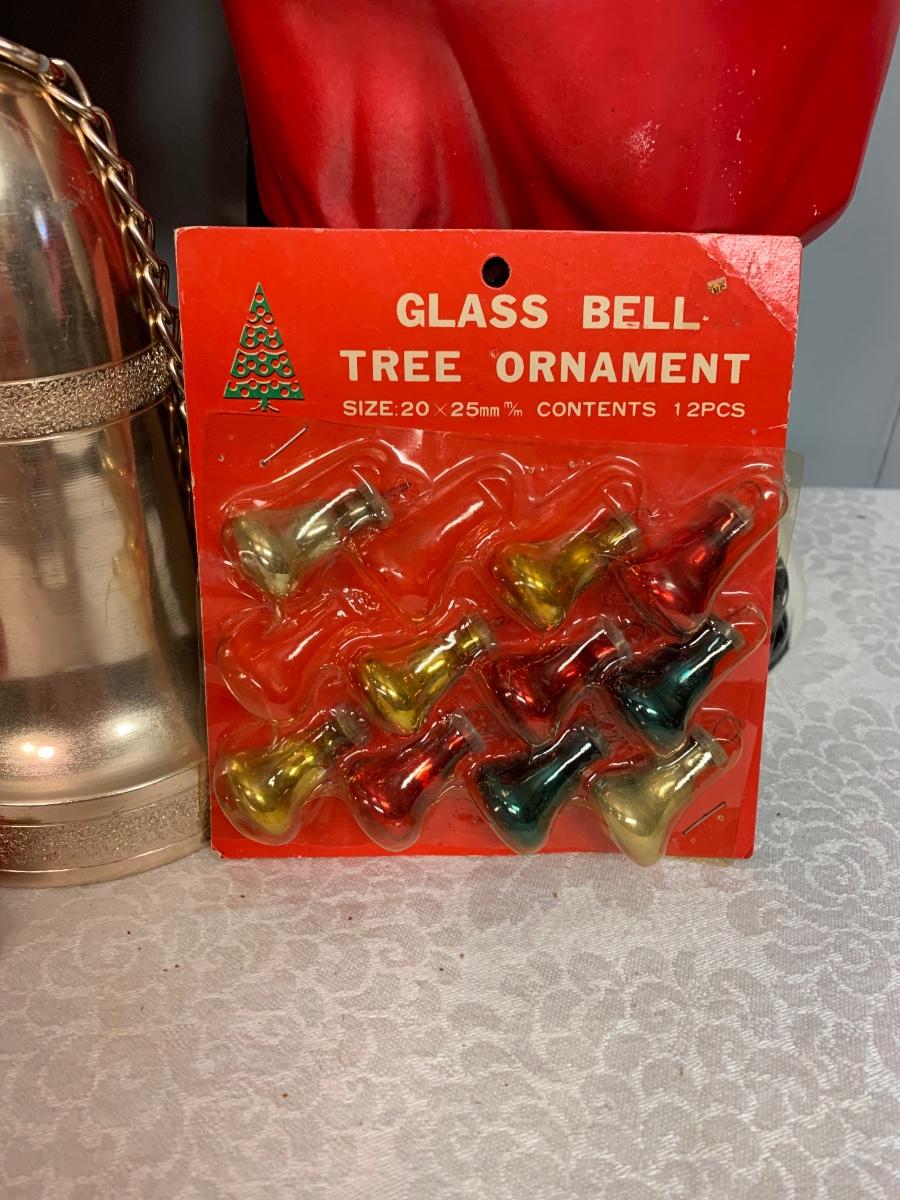 GLASS BELL
TREE ORNAMENT
SIZE:20×25mm m/m CONTENTS 12PCS